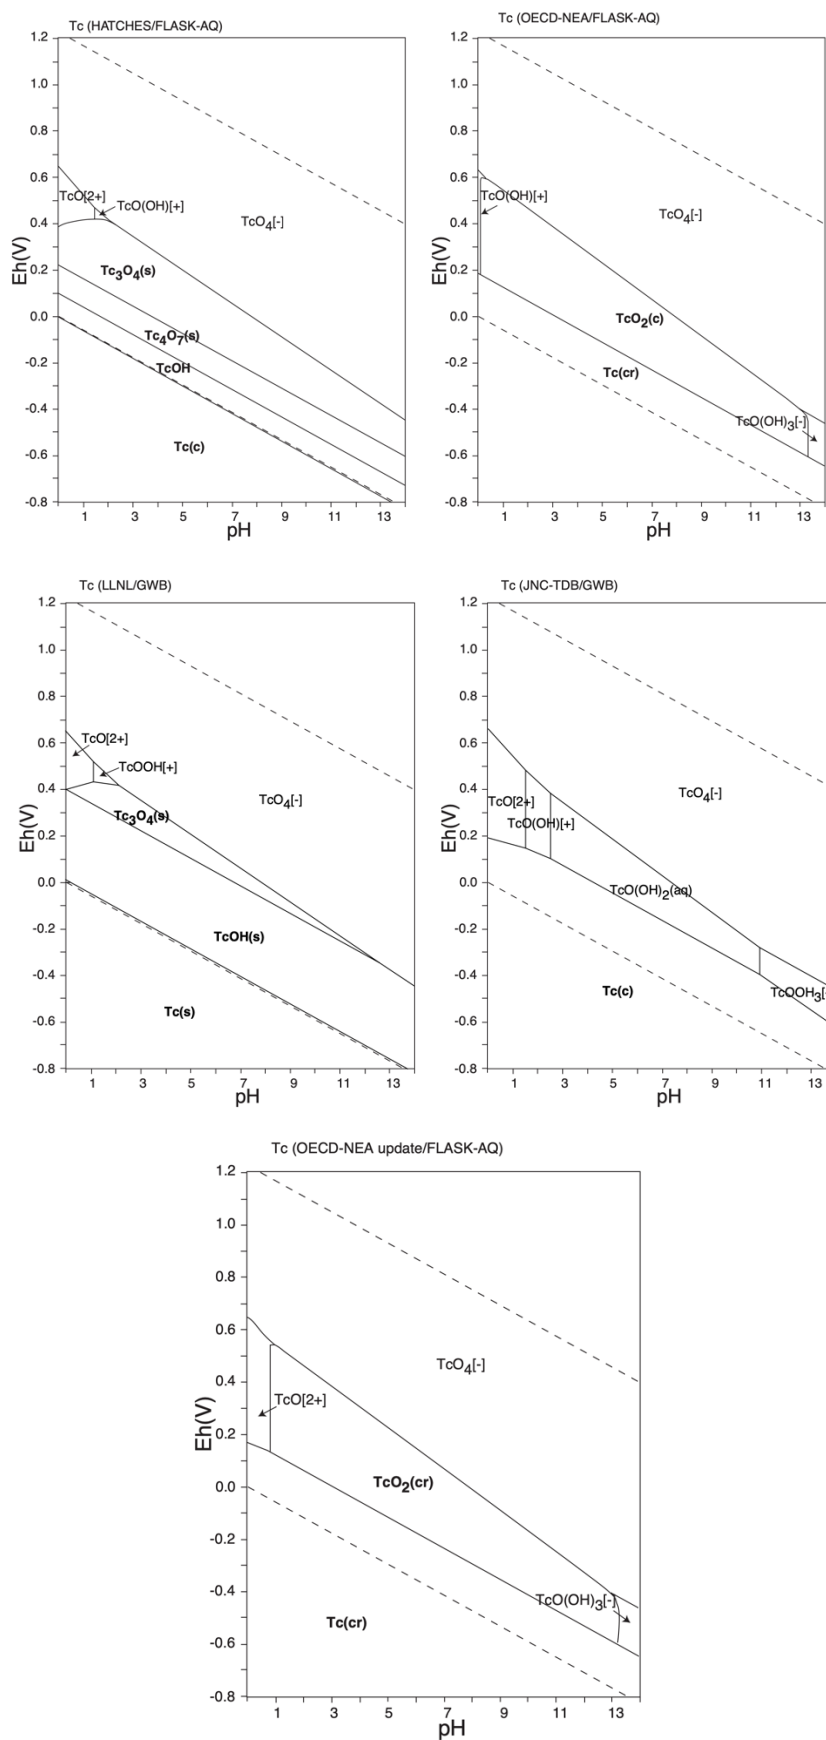 Tc (HATCHES/FLASK-AQ)
1.2
1.0
0.8
0.6
0.4
0.2
0.0
-0.2
-0.4
-0.6
-0.8
Eh(V)
TcO[2+]
TcO(OH)[+]
TcO4[-]
Tc3O4(s)
Tc4O7(s)
TcOH
Tc(c)
1 3 5 7 9 11 13
pH
Tc (OECD-NEA/FLASK-AQ)
1.2
1.0
0.8
0.6
0.4
0.2
0.0
-0.2
-0.4
-0.6
-0.8
Eh(V)
TcO(OH)[+]
TcO4[-]
TcO2(c)
Tc(cr)
TcO(OH)3[-]
1 3 5 7 9 11 13
pH
Tc (LLNL/GWB)
1.2
1.0
0.8
0.6
0.4
0.2
0.0
-0.2
-0.4
-0.6
-0.8
Eh(V)
TcO[2+]
TcOOH[+]
TcO4[-]
Tc3O4(s)
TcOH(s)
Tc(s)
1 3 5 7 9 11 13
pH
Tc (JNC-TDB/GWB)
1.2
1.0
0.8
0.6
0.4
0.2
0.0
-0.2
-0.4
-0.6
-0.8
Eh(V)
TcO4[-]
TcO[2+]
TcO(OH)[+]
TcO(OH)2(aq)
Tc(c)
TcOOH3[-
1 3 5 7 9 11 13
pH
Tc (OECD-NEA update/FLASK-AQ)
1.2
1.0
0.8
0.6
0.4
0.2
0.0
-0.2
-0.4
-0.6
-0.8
Eh(V)
TcO4[-]
TcO[2+]
TcO2(cr)
TcO(OH)3[-]
Tc(cr)
1 3 5 7 9 11 13
pH